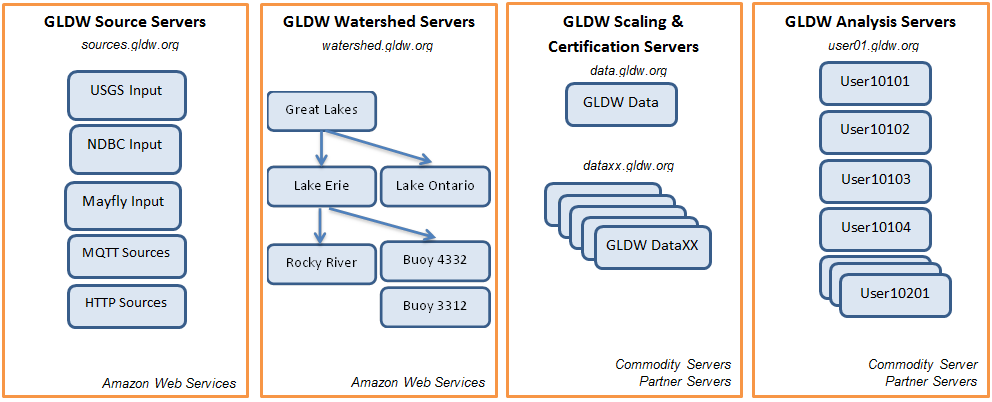 GLDW Source Servers
sources.gldw.org
USGS Input
NDBC Input
Mayfly Input
MQTT Sources
HTTP Sources
Amazon Web Services
GLDW Watershed Servers
watershed.gldw.org
Great Lakes
Lake Erie
Lake Ontario
Rocky River
Buoy 4332
Buoy 3312
Amazon Web Services
GLDW Scaling &
Certification Servers
data.gldw.org
GLDW Data
dataxx.gldw.org
GLDW DataXX
Commodity Servers
Partner Servers
GLDW Analysis Servers
user01.gldw.org
User10101
User10102
User10103
User10104
User10201
Commodity Server
Partner Servers